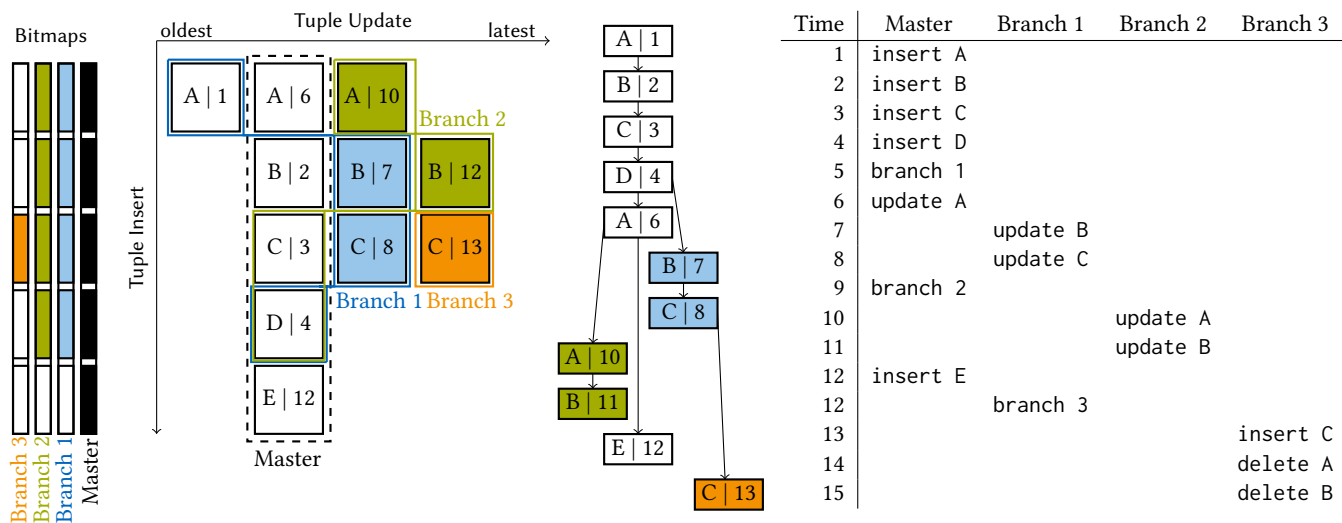 Bitmaps
Branch 3
Branch 2
Branch 1
Master
Tuple Update
oldest
latest
Tuple Insert
A | 1
A | 6
A | 10
Branch 2
B | 2
B | 7
B | 12
C | 3
C | 8
C | 13
Branch 1
Branch 3
D | 4
E | 12
Master
A | 1
B | 2
C | 3
D | 4
A | 6
B | 7
C | 8
A | 10
B | 11
E | 12
C | 13
Time Master Branch 1 Branch 2 Branch 3
1 insert A
2 insert B
3 insert C
4 insert D
5 branch 1
6 update A
7 update B
8 update C
9 branch 2
10 update A
11 update B
12 insert E
12 branch 3
13 insert C
14 delete A
15 delete B